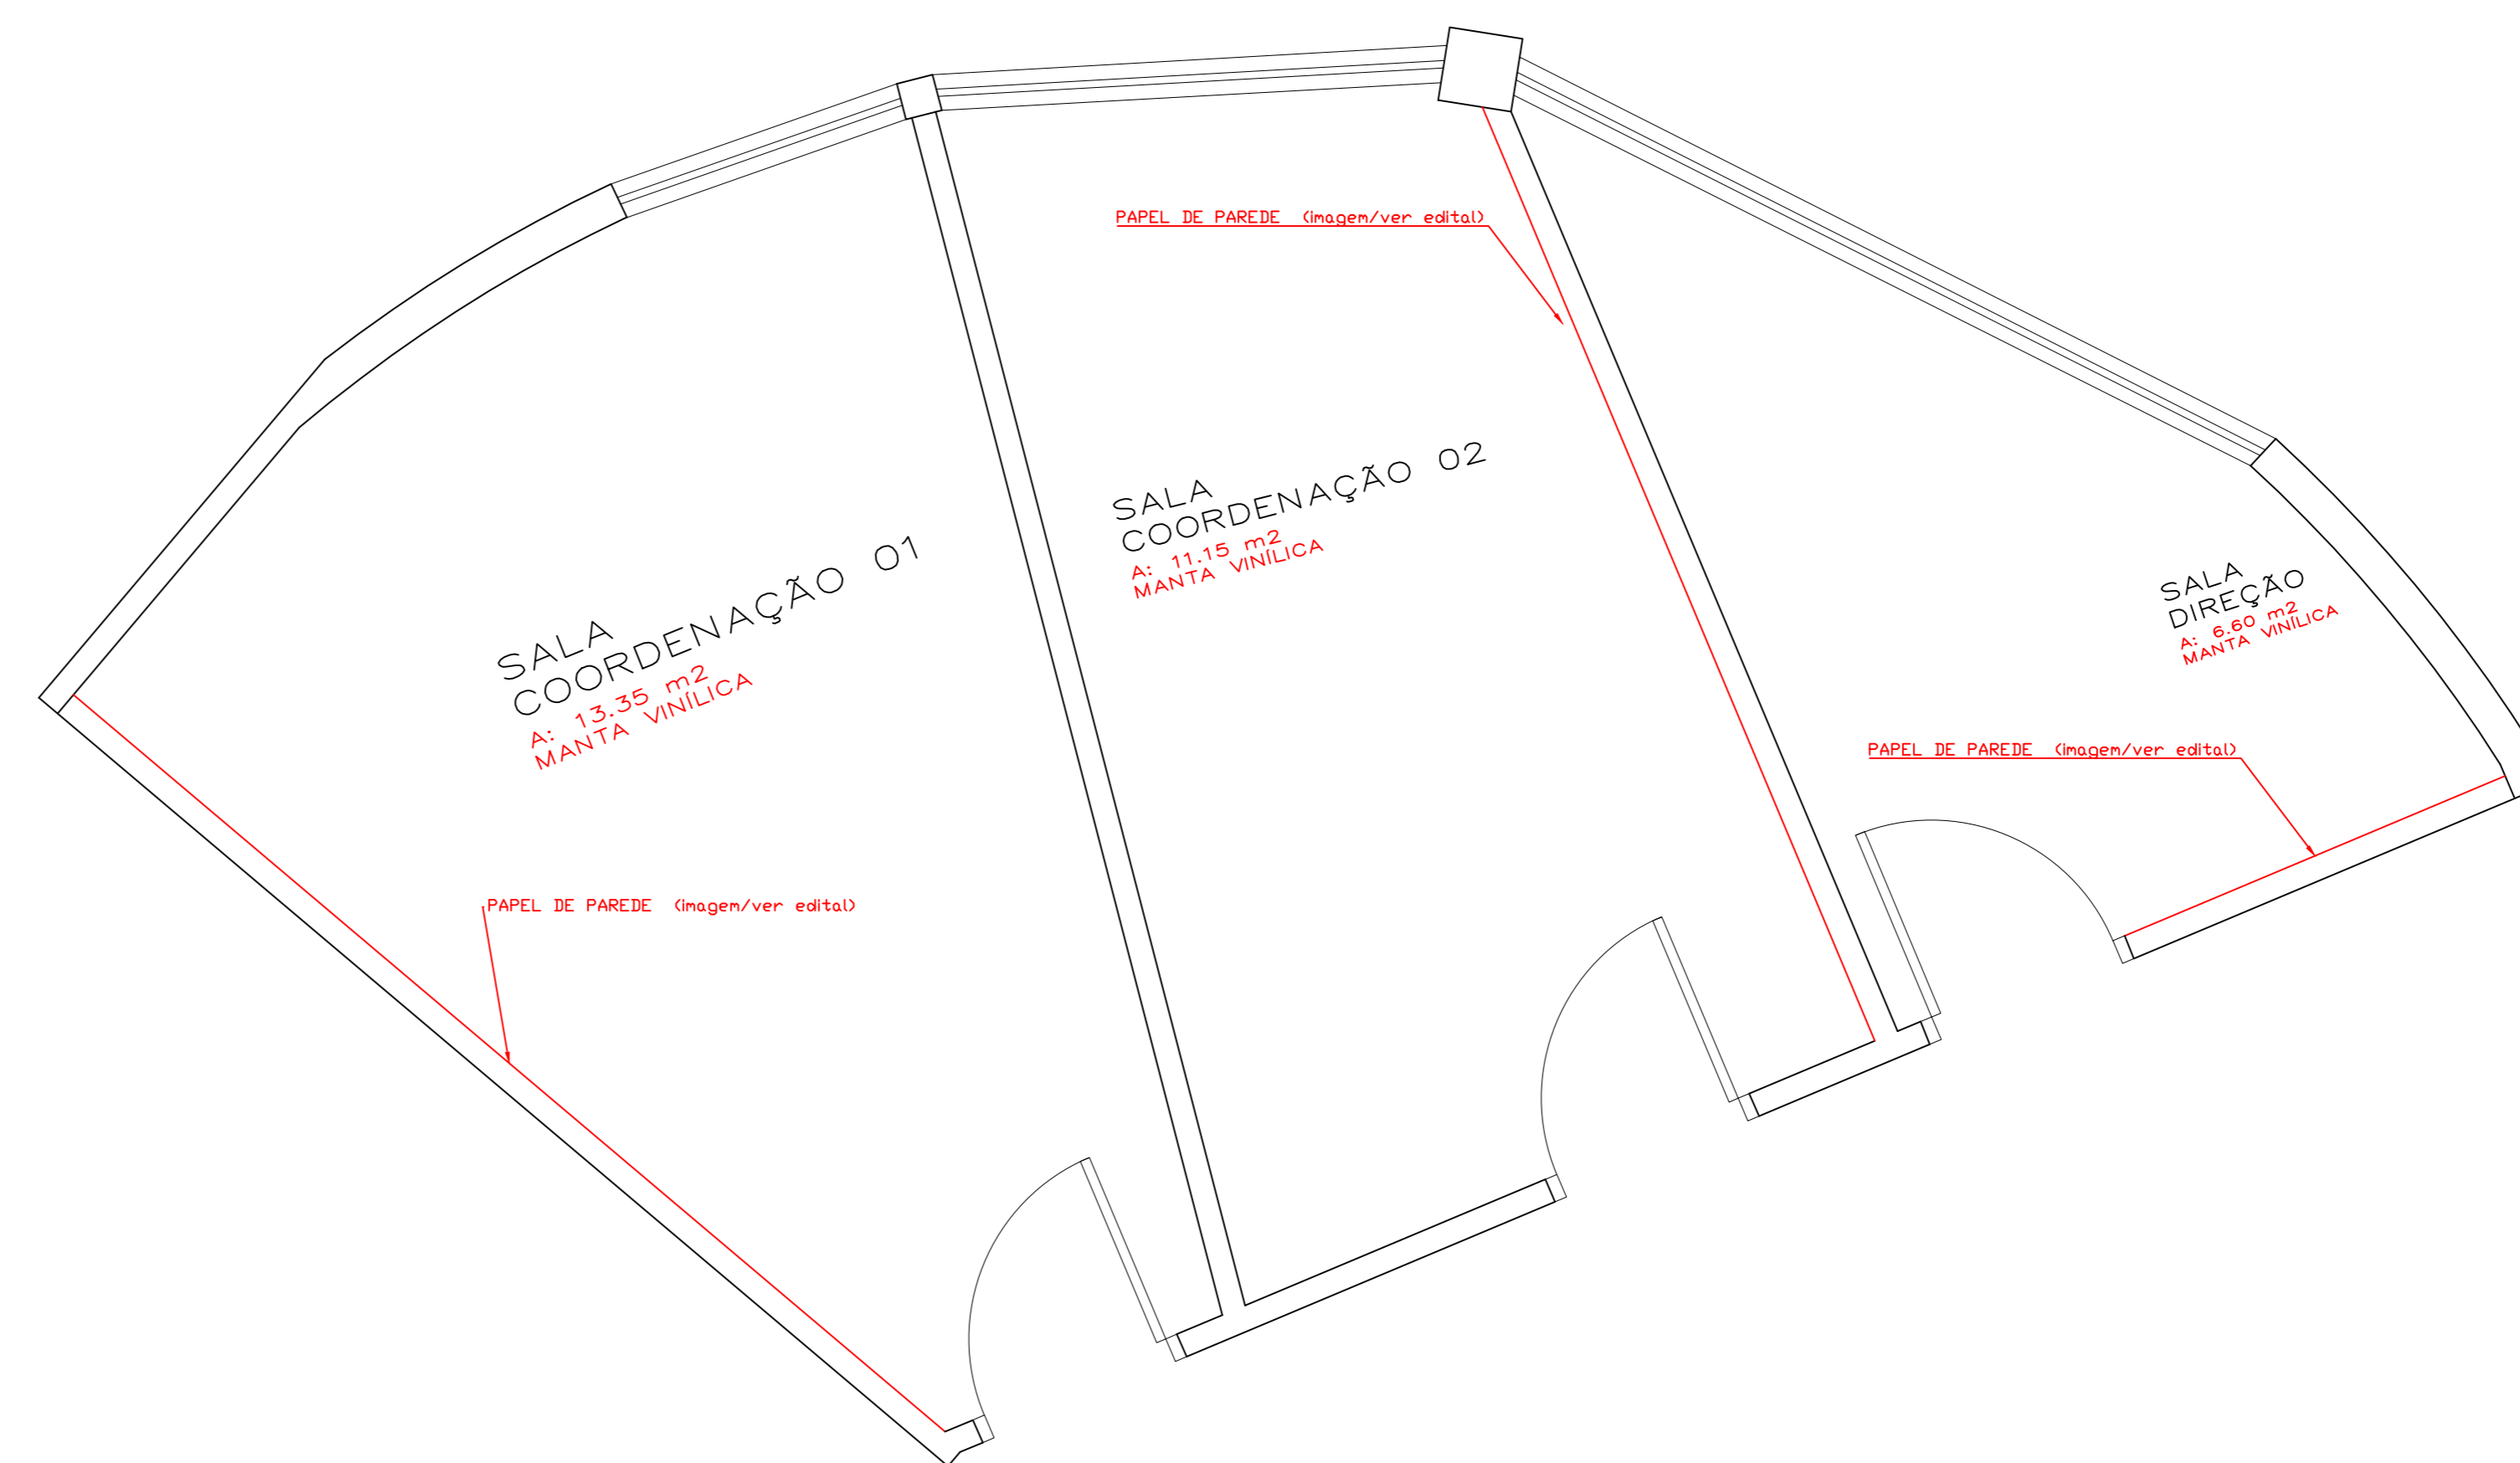 PAPEL DE PAREDE (imagem/ver edital)
SALA
COORDENAÇÃO 02
A: 11.15 m2
MANTA VINÍLICA
SALA
COORDENAÇÃO 01
A: 13.35 m2
MANTA VINÍLICA
SALA
DIREÇÃO
A: 6.60 m2
MANTA VINÍLICA
PAPEL DE PAREDE (imagem/ver edital)
PAPEL DE PAREDE (imagem/ver edital)